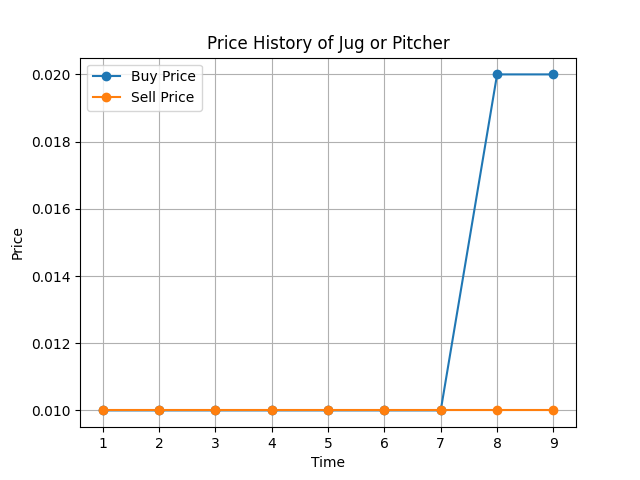 Price History of Jug or Pitcher
Buy Price
Sell Price
0.020
0.018
0.016
0.014
0.012
0.010
Price
1 2 3 4 5 6 7 8 9
Time